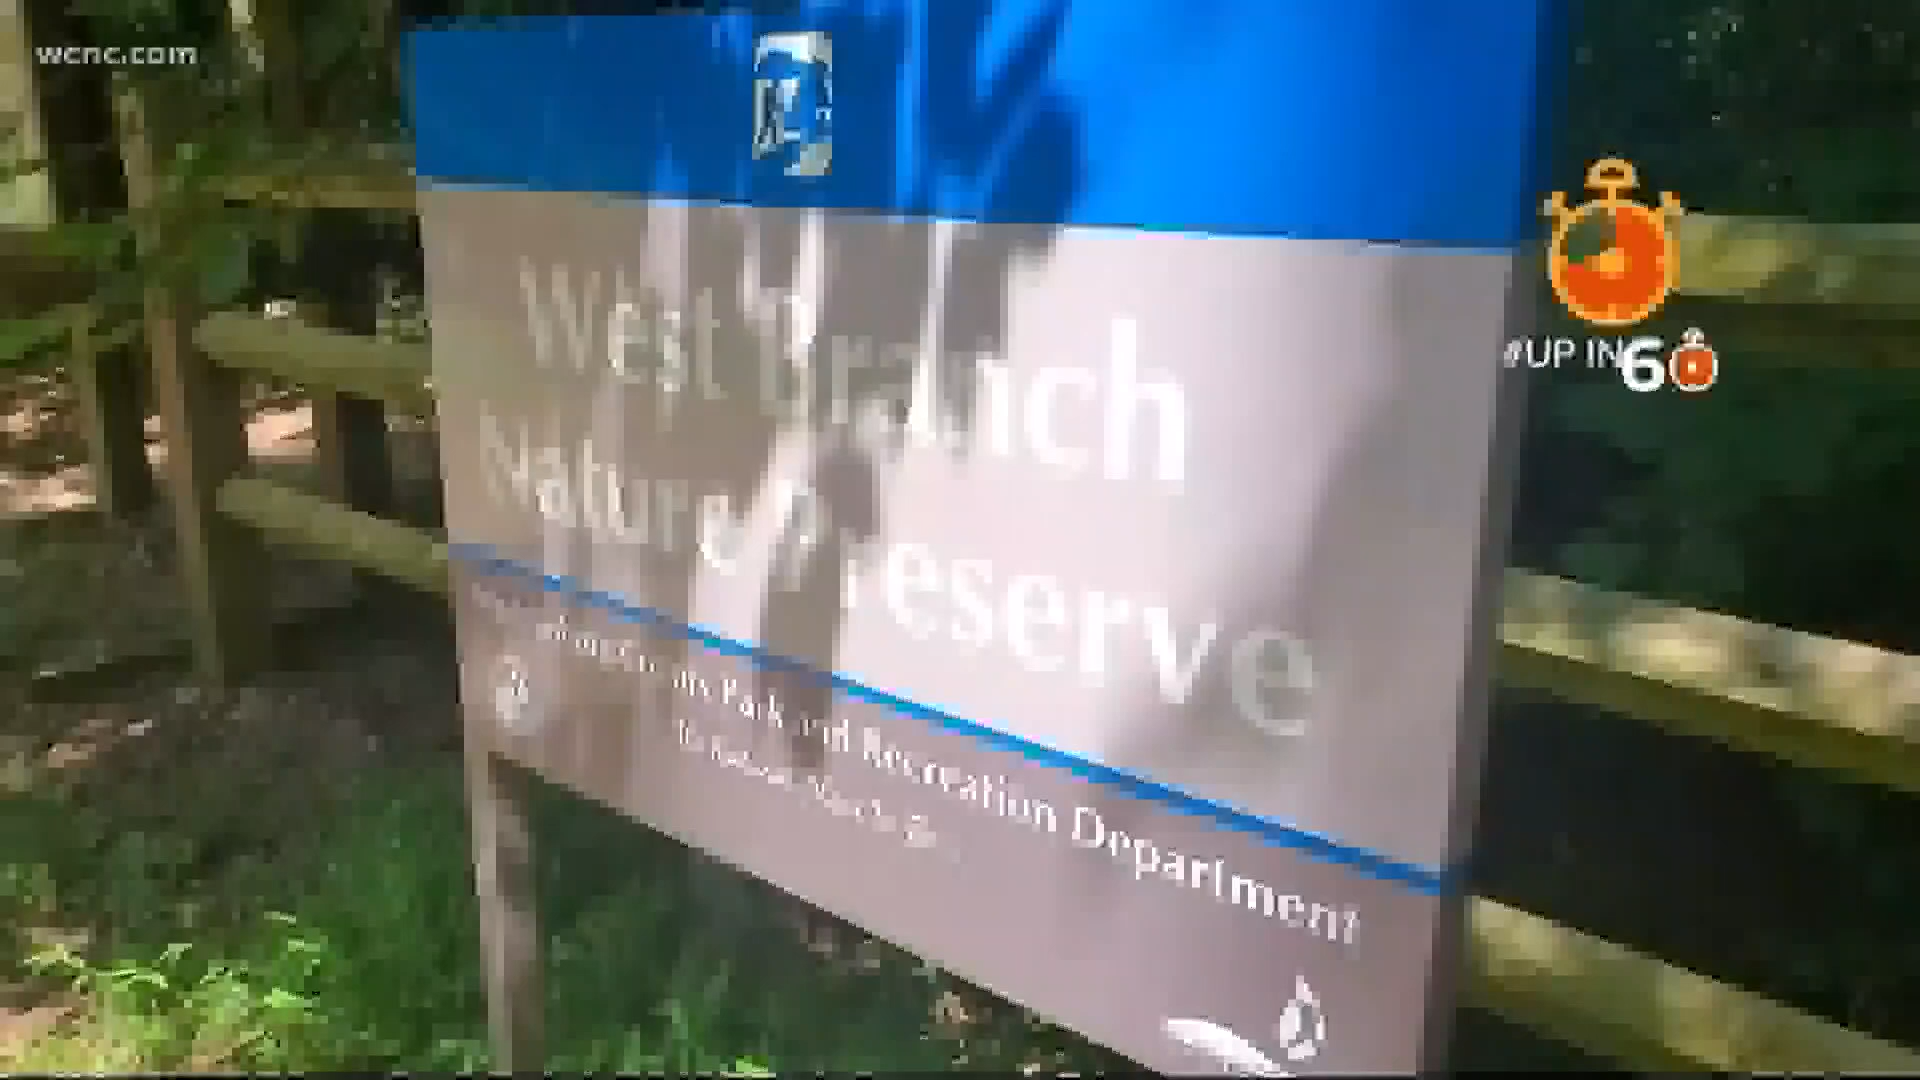 wcnc.com
#UP IN 60
West Branch
Nature Preserve
Park and Recreation Department